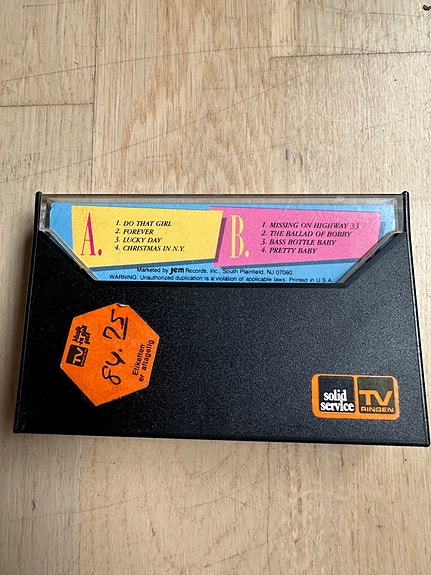 A.
1. DO THAT GIRL
2. FOREVER
3. LUCKY DAY
4. CHRISTMAS IN N.Y.
B.
1. MISSING ON HIGHWAY 33
2. THE BALLAD OF BOBBY
3. BASS BOTTLE BABY
4. PRETTY BABY
Marketed by jem Records, Inc., South Plainfield, NJ 07080
WARNING: Unauthorized duplication is a violation of applicable laws. Printed in U.S.A.
TV
84.25
Etiketten
er aftagelig
solid
service
TV
RINGEN